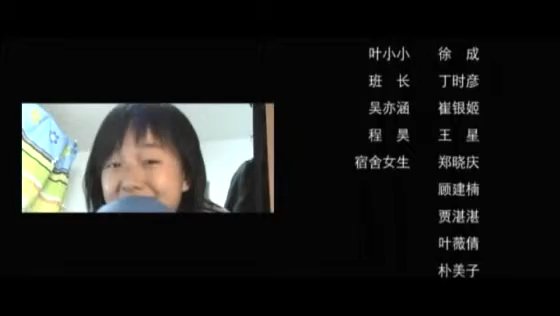 叶小小 徐 成
班 长 丁时彦
吴亦涵 崔银姬
程 昊 王 星
宿舍女生 郑晓庆
顾建楠
贾湛湛
叶薇倩
朴美子